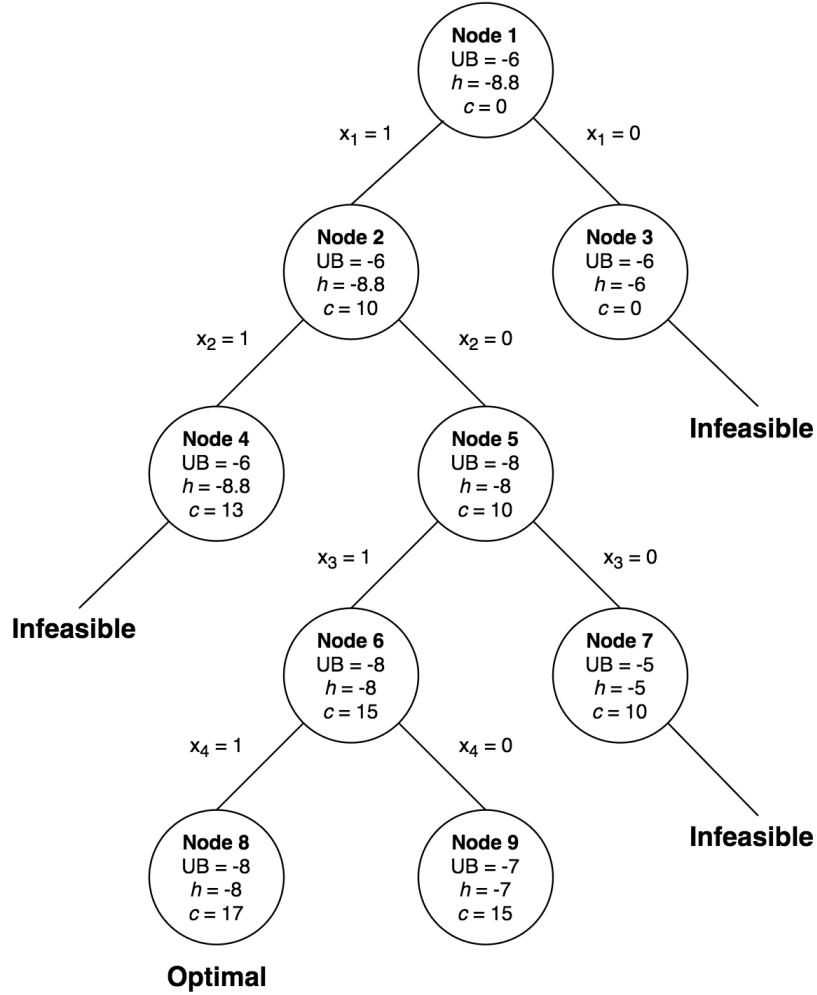 Node 1
UB = -6
h = -8.8
c = 0
x₁ = 1
x₁ = 0
Node 2
UB = -6
h = -8.8
c = 10
Node 3
UB = -6
h = -6
c = 0
x₂ = 1
x₂ = 0
Infeasible
Node 4
UB = -6
h = -8.8
c = 13
Node 5
UB = -8
h = -8
c = 10
x₃ = 1
x₃ = 0
Infeasible
Node 6
UB = -8
h = -8
c = 15
Node 7
UB = -5
h = -5
c = 10
x₄ = 1
x₄ = 0
Infeasible
Node 8
UB = -8
h = -8
c = 17
Node 9
UB = -7
h = -7
c = 15
Optimal